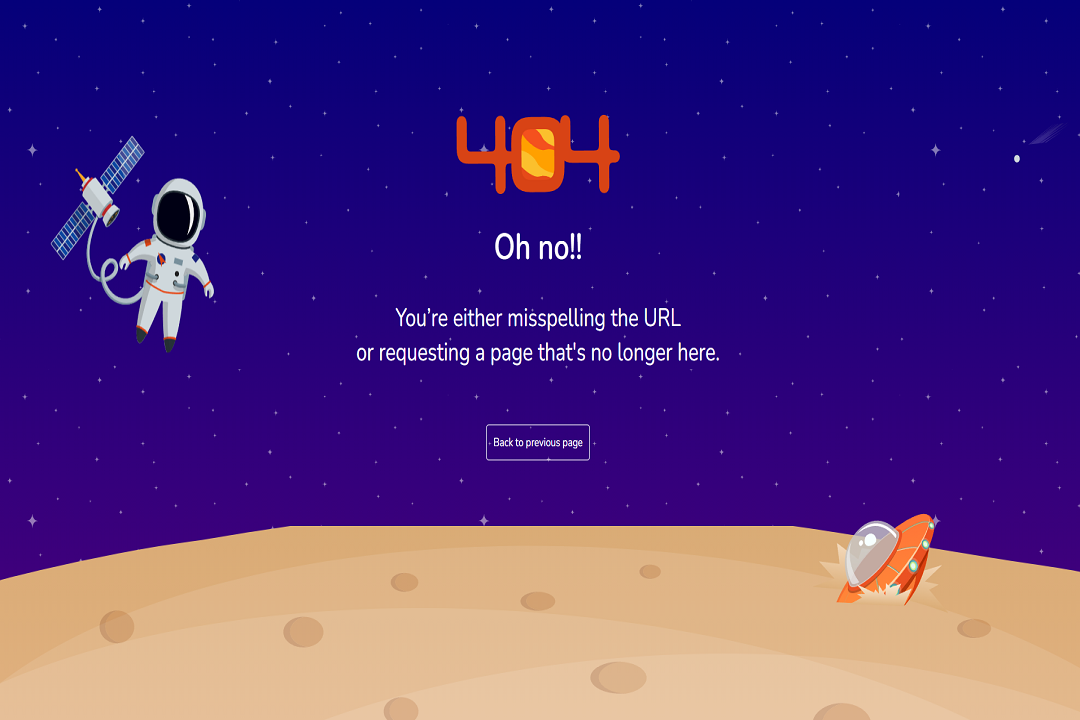 404
Oh no!!
You’re either misspelling the URL
or requesting a page that's no longer here.
Back to previous page